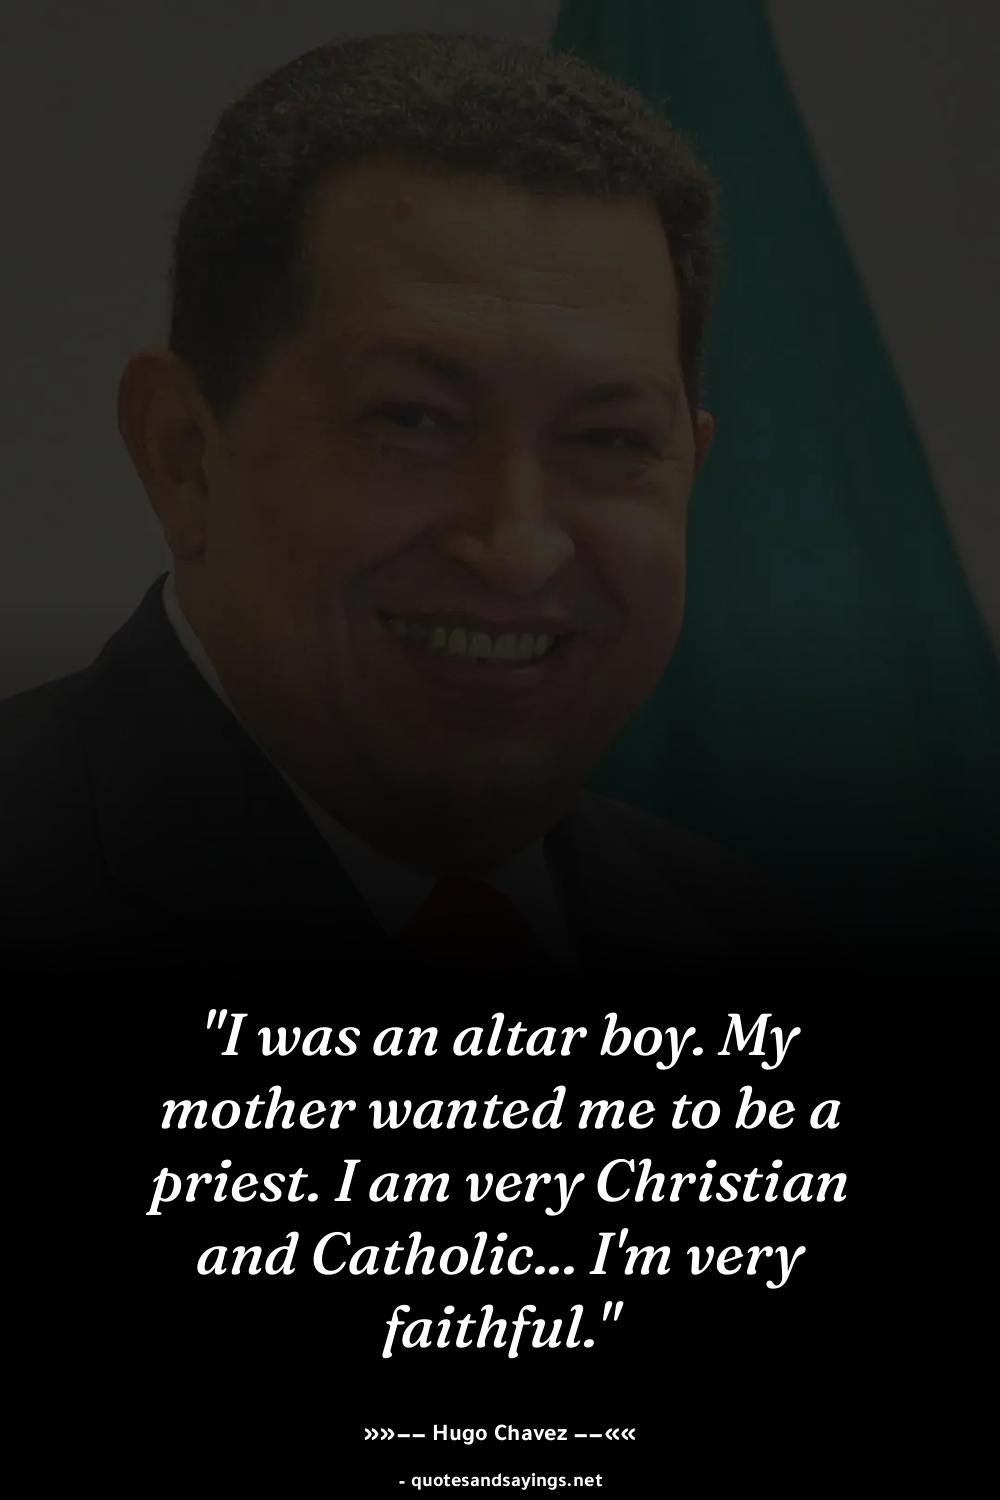 "I was an altar boy. My
mother wanted me to be a
priest. I am very Christian
and Catholic... I'm very
faithful."
»»–– Hugo Chavez ––««
- quotesandsayings.net